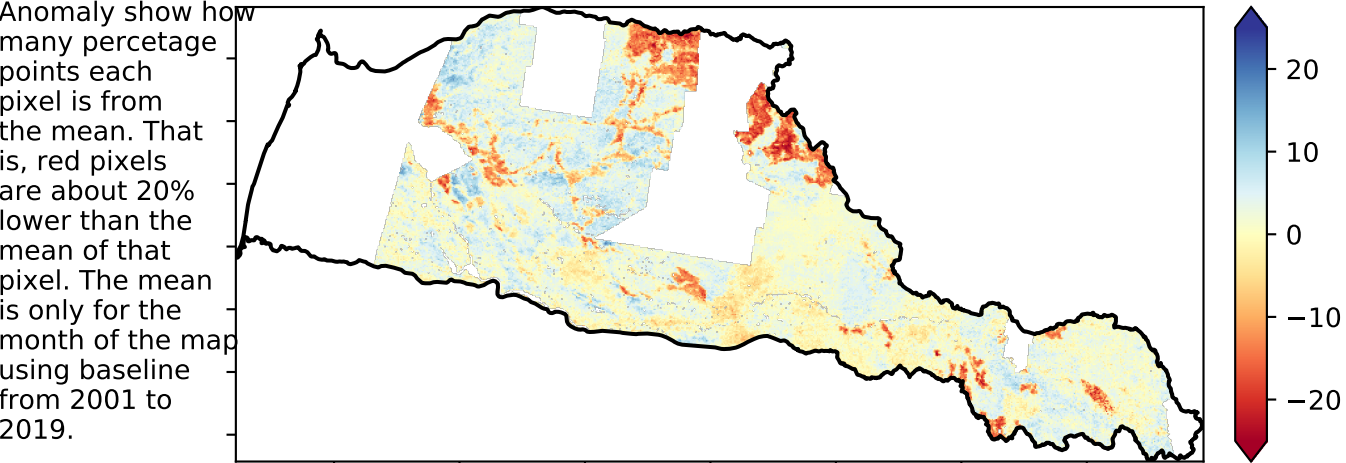 Anomaly show how
many percetage
points each
pixel is from
the mean. That
is, red pixels
are about 20%
lower than the
mean of that
pixel. The mean
is only for the
month of the map
using baseline
from 2001 to
2019.
20
10
0
−10
−20